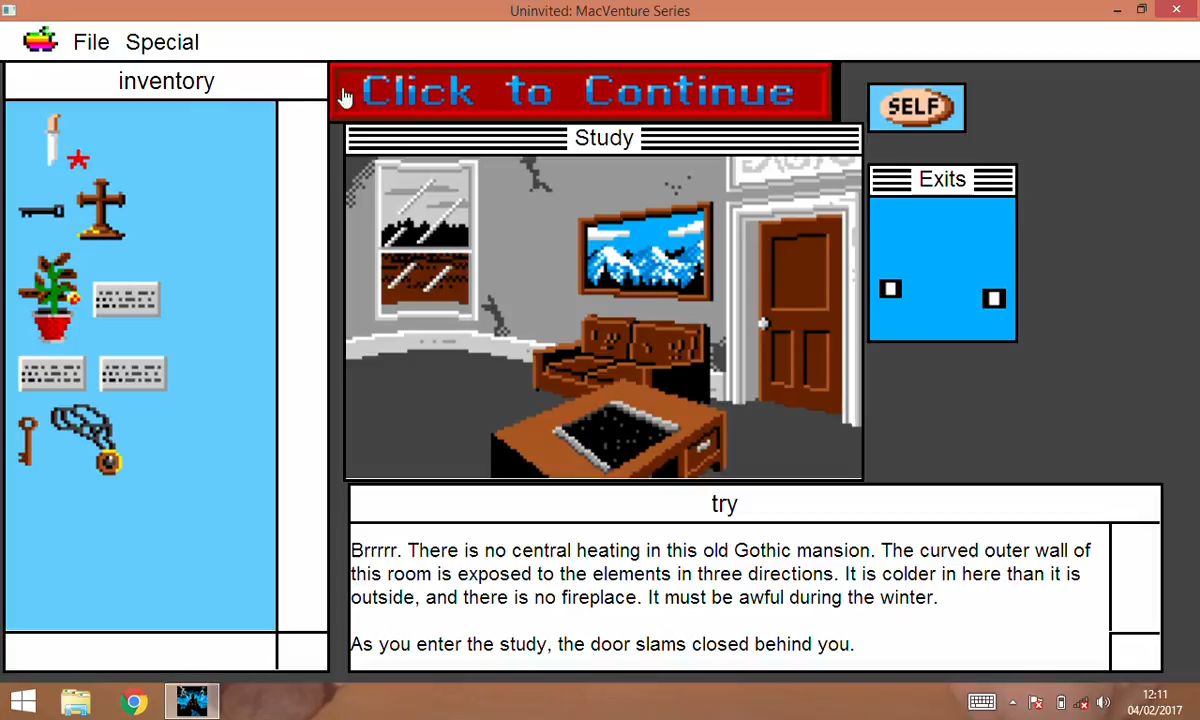 Uninvited: MacVenture Series
File Special
inventory
Click to Continue
SELF
Study
Exits
try
Brrrrr. There is no central heating in this old Gothic mansion. The curved outer wall of
this room is exposed to the elements in three directions. It is colder in here than it is
outside, and there is no fireplace. It must be awful during the winter.
As you enter the study, the door slams closed behind you.
12:11
04/02/2017